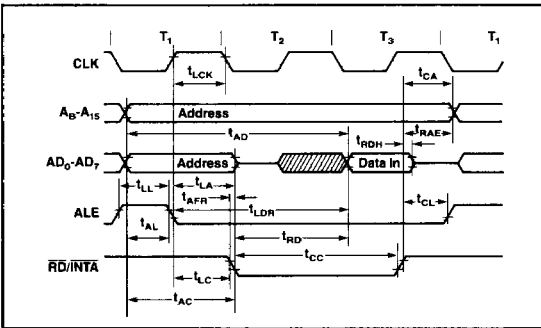 T₁ T₂ T₃ T₁
CLK
tLCK tCA
A₈-A₁₅ Address
tAD tRDH tRAE
AD₀-AD₇ Address Data In
tLL tLA tCL
tAFR tLDR
ALE
tAL tRD
tCC
RD/INTA
tLC
tAC